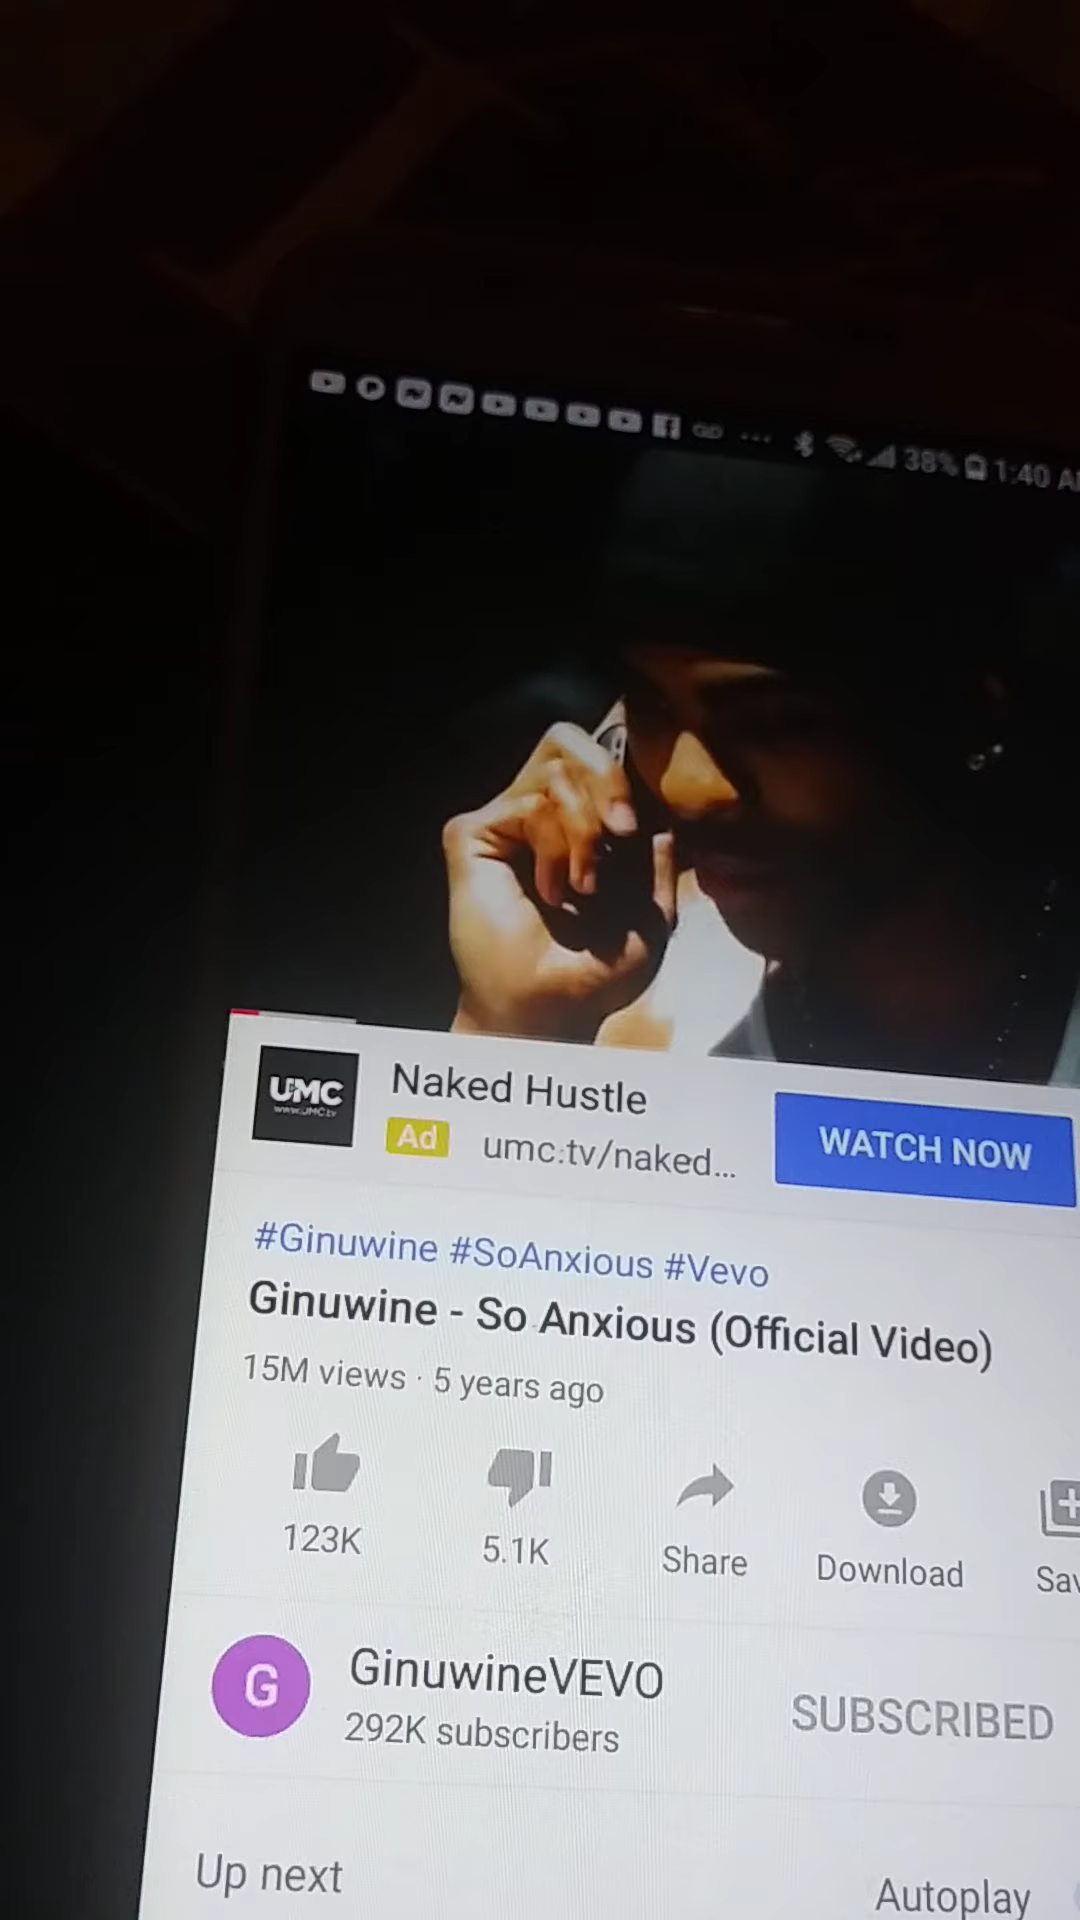 38% 1:40 A
UMC
www.UMC.tv
Naked Hustle
Ad umc.tv/naked...
WATCH NOW
#Ginuwine #SoAnxious #Vevo
Ginuwine - So Anxious (Official Video)
15M views · 5 years ago
123K
5.1K
Share
Download
Sav
G
GinuwineVEVO
292K subscribers
SUBSCRIBED
Up next
Autoplay